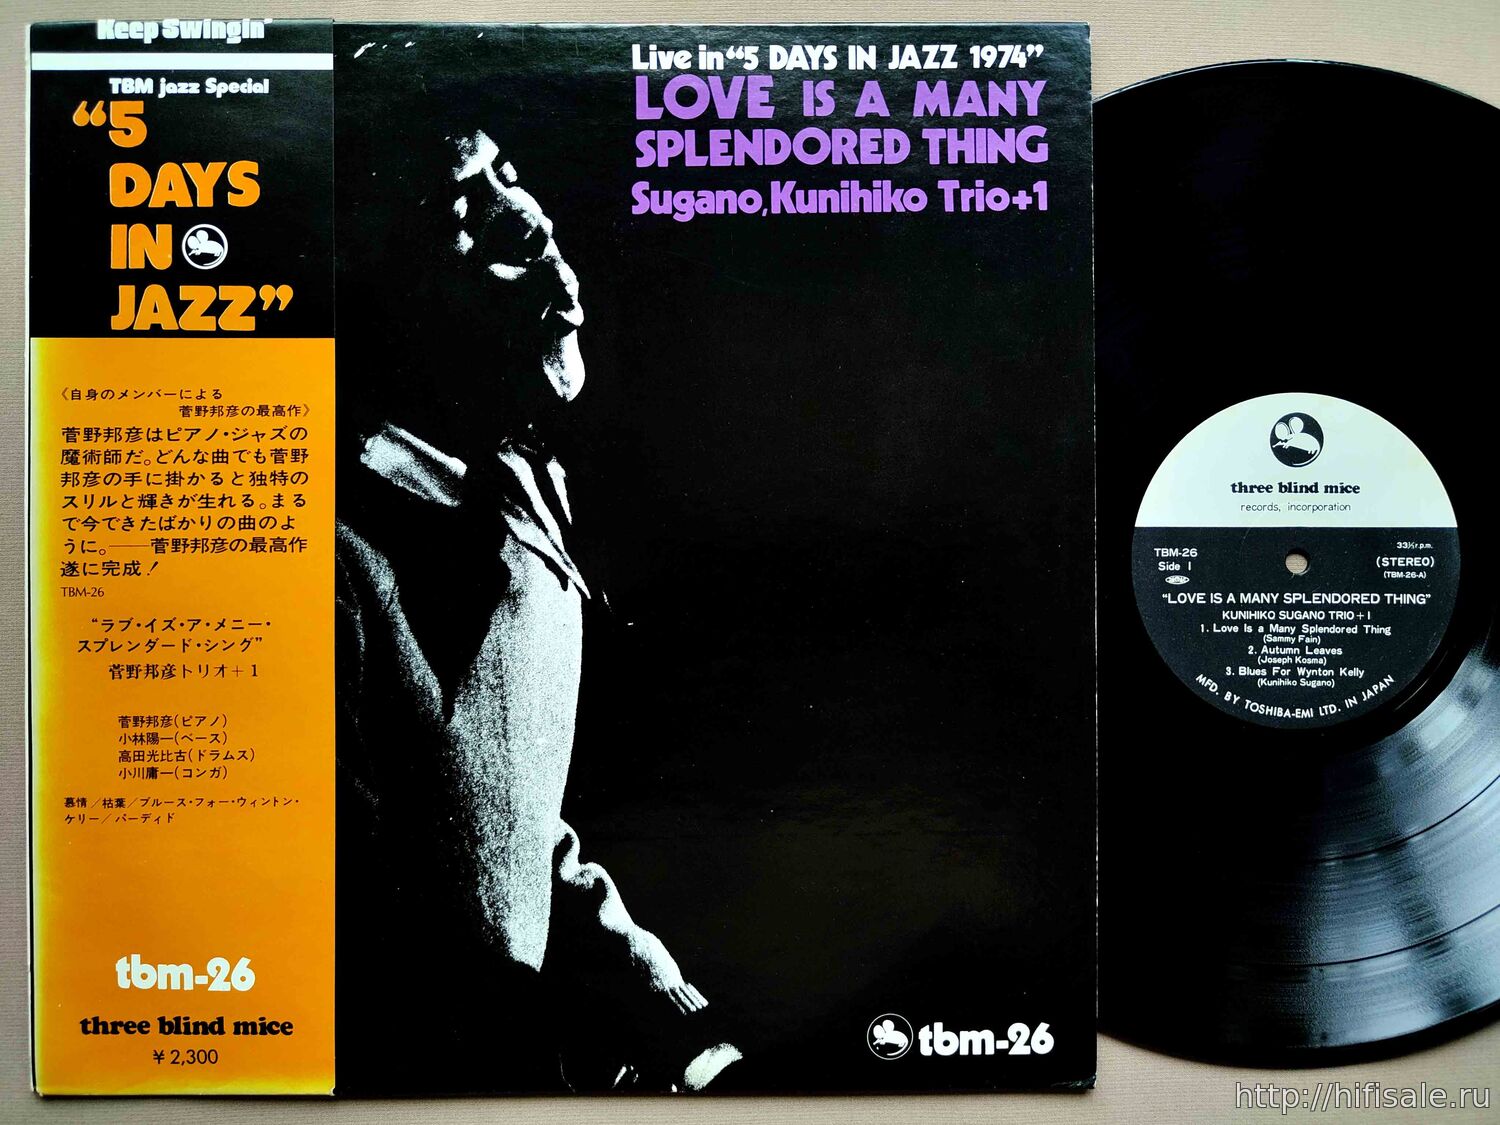 Keep Swingin'
TBM jazz Special
“5
DAYS
IN
JAZZ”
《自身のメンバーによる
菅野邦彦の最高作》
菅野邦彦はピアノ・ジャズの
魔術師だ。どんな曲でも菅野
邦彦の手に掛かると独特の
スリルと輝きが生れる。まる
で今できたばかりの曲のよ
うに。——菅野邦彦の最高作
遂に完成!
TBM-26
“ラブ・イズ・ア・メニー・
スプレンダード・シング”
菅野邦彦トリオ+1
菅野邦彦(ピアノ)
小林陽一(ベース)
高田光比古(ドラムス)
小川庸一(コンガ)
慕情/枯葉/ブルース・フォー・ウィントン・
ケリー/パーディド
tbm-26
three blind mice
¥2,300
Live in “5 DAYS IN JAZZ 1974”
LOVE IS A MANY
SPLENDORED THING
Sugano, Kunihiko Trio+1
tbm-26
three blind mice
records, incorporation
TBM-26
Side 1
33⅓r.p.m.
(STEREO)
(TBM-26-A)
“LOVE IS A MANY SPLENDORED THING”
KUNIHIKO SUGANO TRIO+1
1. Love Is a Many Splendored Thing
(Sammy Fain)
2. Autumn Leaves
(Joseph Kosma)
3. Blues For Wynton Kelly
(Kunihiko Sugano)
MFD. BY TOSHIBA-EMI LTD. IN JAPAN
http://hifisale.ru